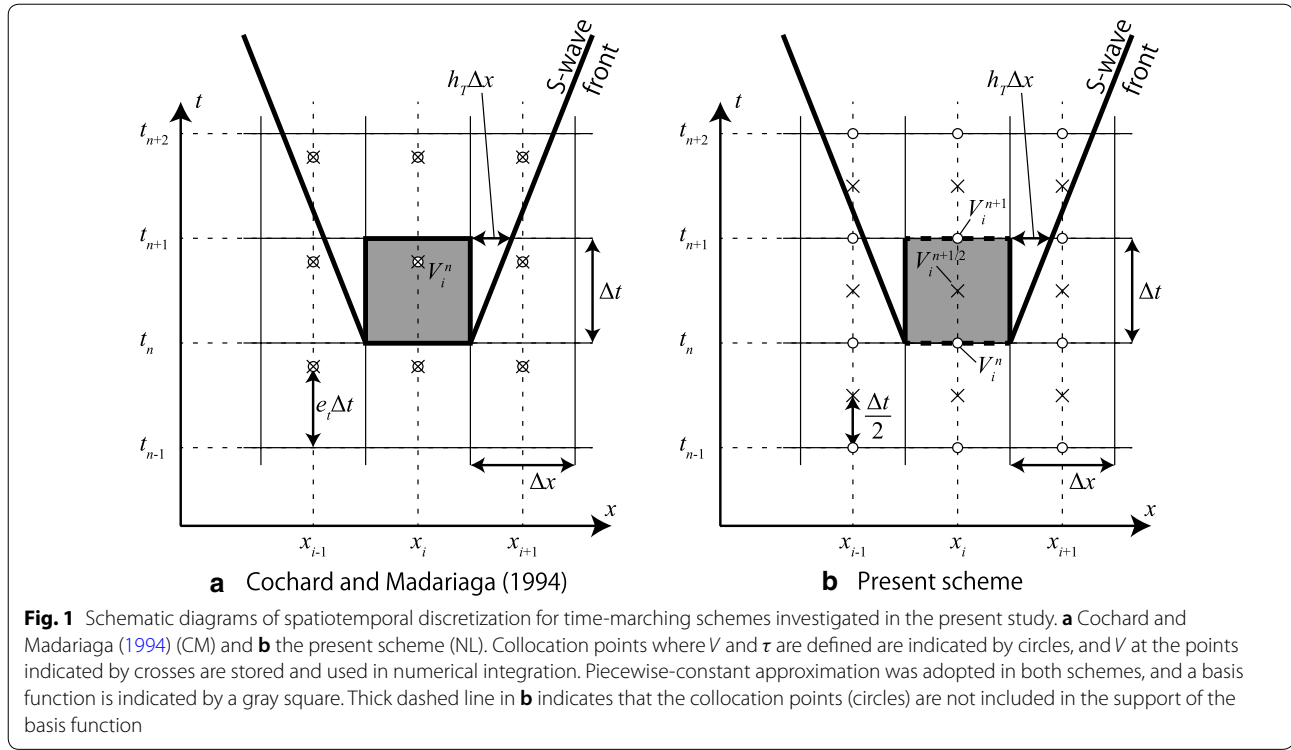 S-wave
front
h_TΔx
t
t_{n+2}
t_{n+1}
V_i^n
Δt
t_n
e_tΔt
t_{n-1}
Δx
x
x_{i-1} x_i x_{i+1}
a Cochard and Madariaga (1994)
S-wave
front
h_TΔx
t
t_{n+2}
V_i^{n+1}
t_{n+1}
V_i^{n+1/2}
Δt
t_n
V_i^n
Δt/2
t_{n-1}
Δx
x
x_{i-1} x_i x_{i+1}
b Present scheme
Fig. 1 Schematic diagrams of spatiotemporal discretization for time-marching schemes investigated in the present study. a Cochard and
Madariaga (1994) (CM) and b the present scheme (NL). Collocation points where V and τ are defined are indicated by circles, and V at the points
indicated by crosses are stored and used in numerical integration. Piecewise-constant approximation was adopted in both schemes, and a basis
function is indicated by a gray square. Thick dashed line in b indicates that the collocation points (circles) are not included in the support of the
basis function